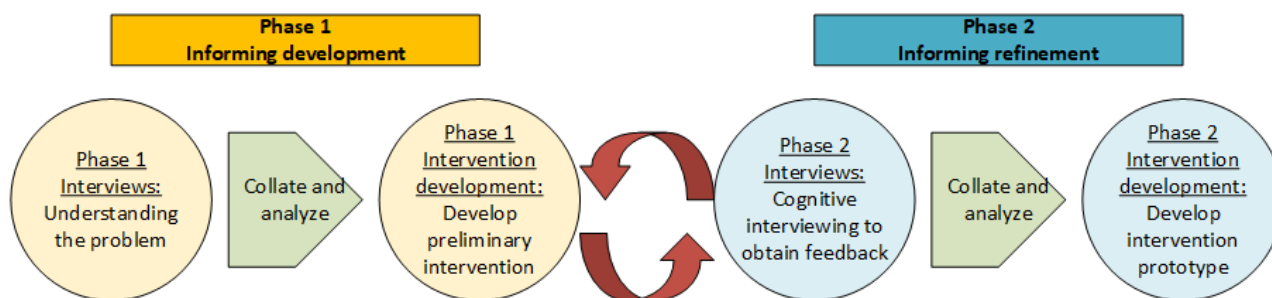 Phase 1
Informing development
Phase 2
Informing refinement
Phase 1
Interviews:
Understanding
the problem
Collate and
analyze
Phase 1
Intervention
development:
Develop
preliminary
intervention
Phase 2
Interviews:
Cognitive
interviewing to
obtain feedback
Collate and
analyze
Phase 2
Intervention
development:
Develop
intervention
prototype